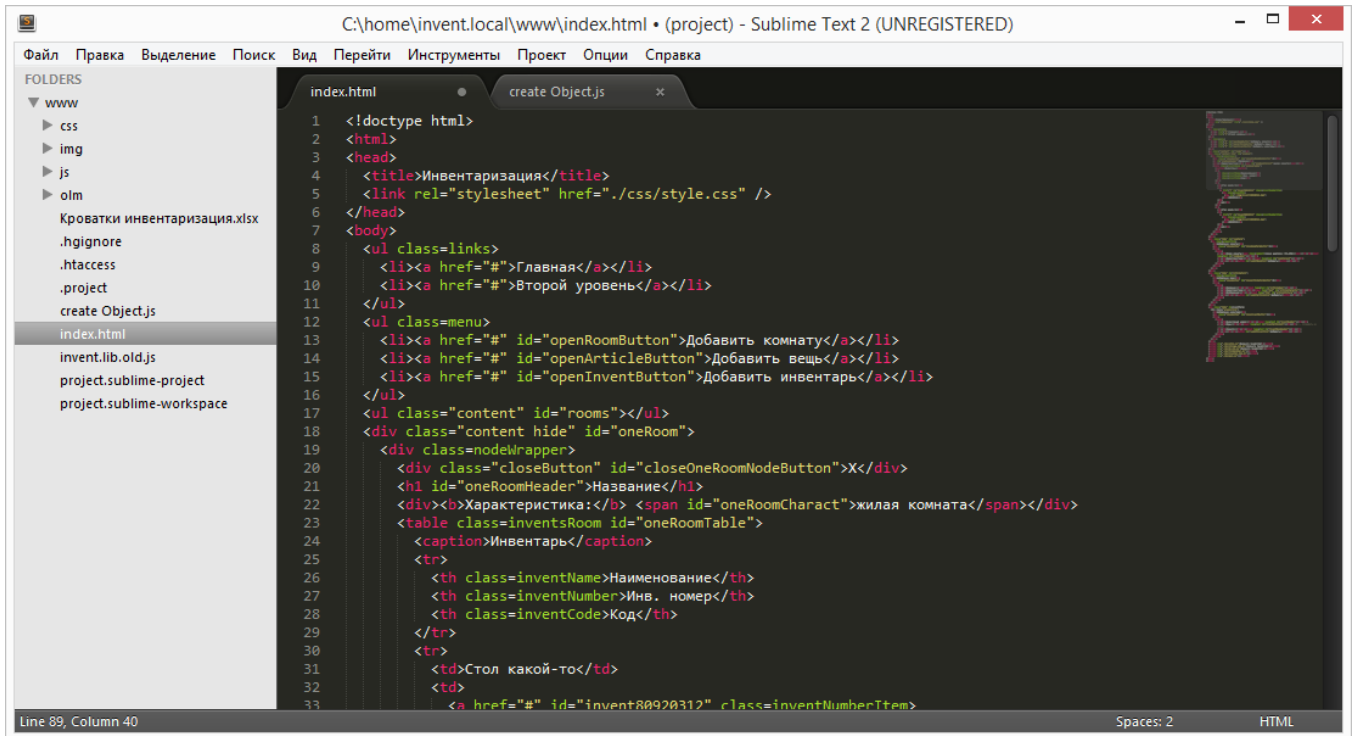 C:\home\invent.local\www\index.html • (project) - Sublime Text 2 (UNREGISTERED)
Файл Правка Выделение Поиск Вид Перейти Инструменты Проект Опции Справка
FOLDERS
www
css
img
js
olm
Кроватки инвентаризация.xlsx
.hgignore
.htaccess
.project
create Object.js
index.html
invent.lib.old.js
project.sublime-project
project.sublime-workspace
index.html
create Object.js
1 <!doctype html>
2 <html>
3 <head>
4 <title>Инвентаризация</title>
5 <link rel="stylesheet" href="./css/style.css" />
6 </head>
7 <body>
8 <ul class=links>
9 <li><a href="#">Главная</a></li>
10 <li><a href="#">Второй уровень</a></li>
11 </ul>
12 <ul class=menu>
13 <li><a href="#" id="openRoomButton">Добавить комнату</a></li>
14 <li><a href="#" id="openArticleButton">Добавить вещь</a></li>
15 <li><a href="#" id="openInventButton">Добавить инвентарь</a></li>
16 </ul>
17 <ul class="content" id="rooms"></ul>
18 <div class="content hide" id="oneRoom">
19 <div class=nodeWrapper>
20 <div class="closeButton" id="closeOneRoomNodeButton">X</div>
21 <h1 id="oneRoomHeader">Название</h1>
22 <div><b>Характеристика:</b> <span id="oneRoomCharact">жилая комната</span></div>
23 <table class=inventsRoom id="oneRoomTable">
24 <caption>Инвентарь</caption>
25 <tr>
26 <th class=inventName>Наименование</th>
27 <th class=inventNumber>Инв. номер</th>
28 <th class=inventCode>Код</th>
29 </tr>
30 <tr>
31 <td>Стол какой-то</td>
32 <td>
33 <a href="#" id="invent80920312" class=inventNumberItem>
Line 89, Column 40
Spaces: 2
HTML